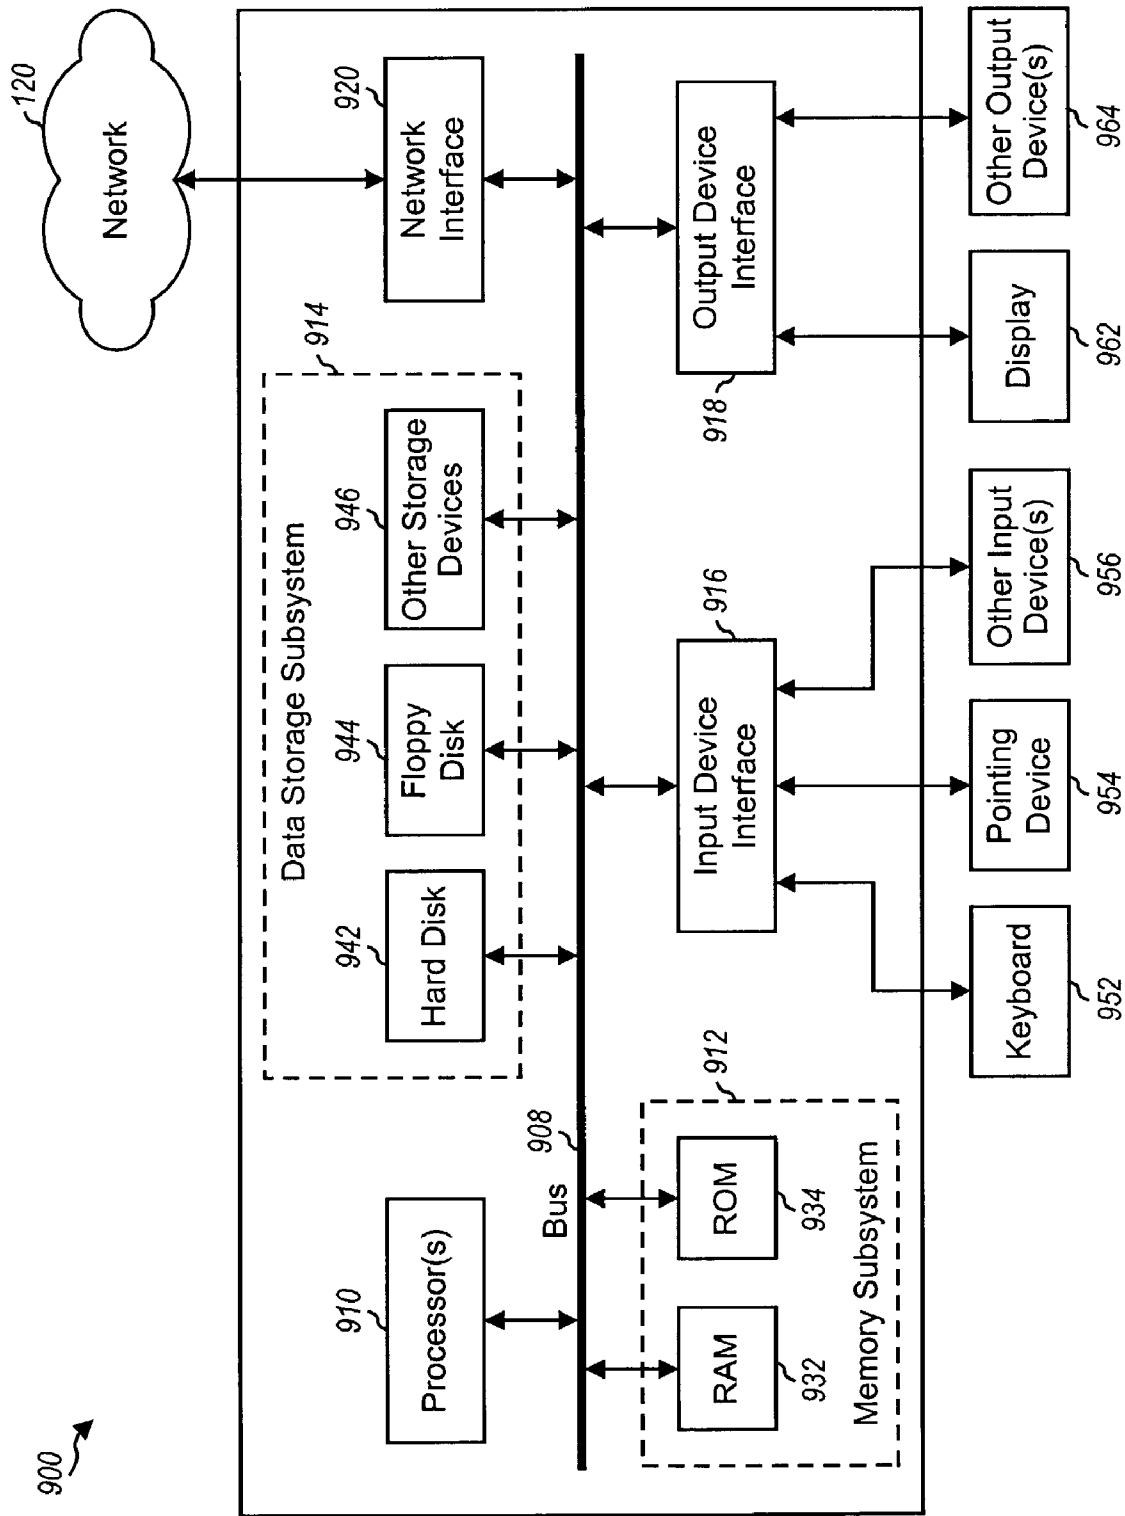 900
120
Network
910
Processor(s)
Data Storage Subsystem
914
942
Hard Disk
944
Floppy
Disk
946
Other Storage
Devices
920
Network
Interface
Bus
908
RAM
932
ROM
934
912
Memory Subsystem
Input Device
Interface
916
Output Device
Interface
918
Keyboard
952
Pointing
Device
954
Other Input
Device(s)
956
Display
962
Other Output
Device(s)
964